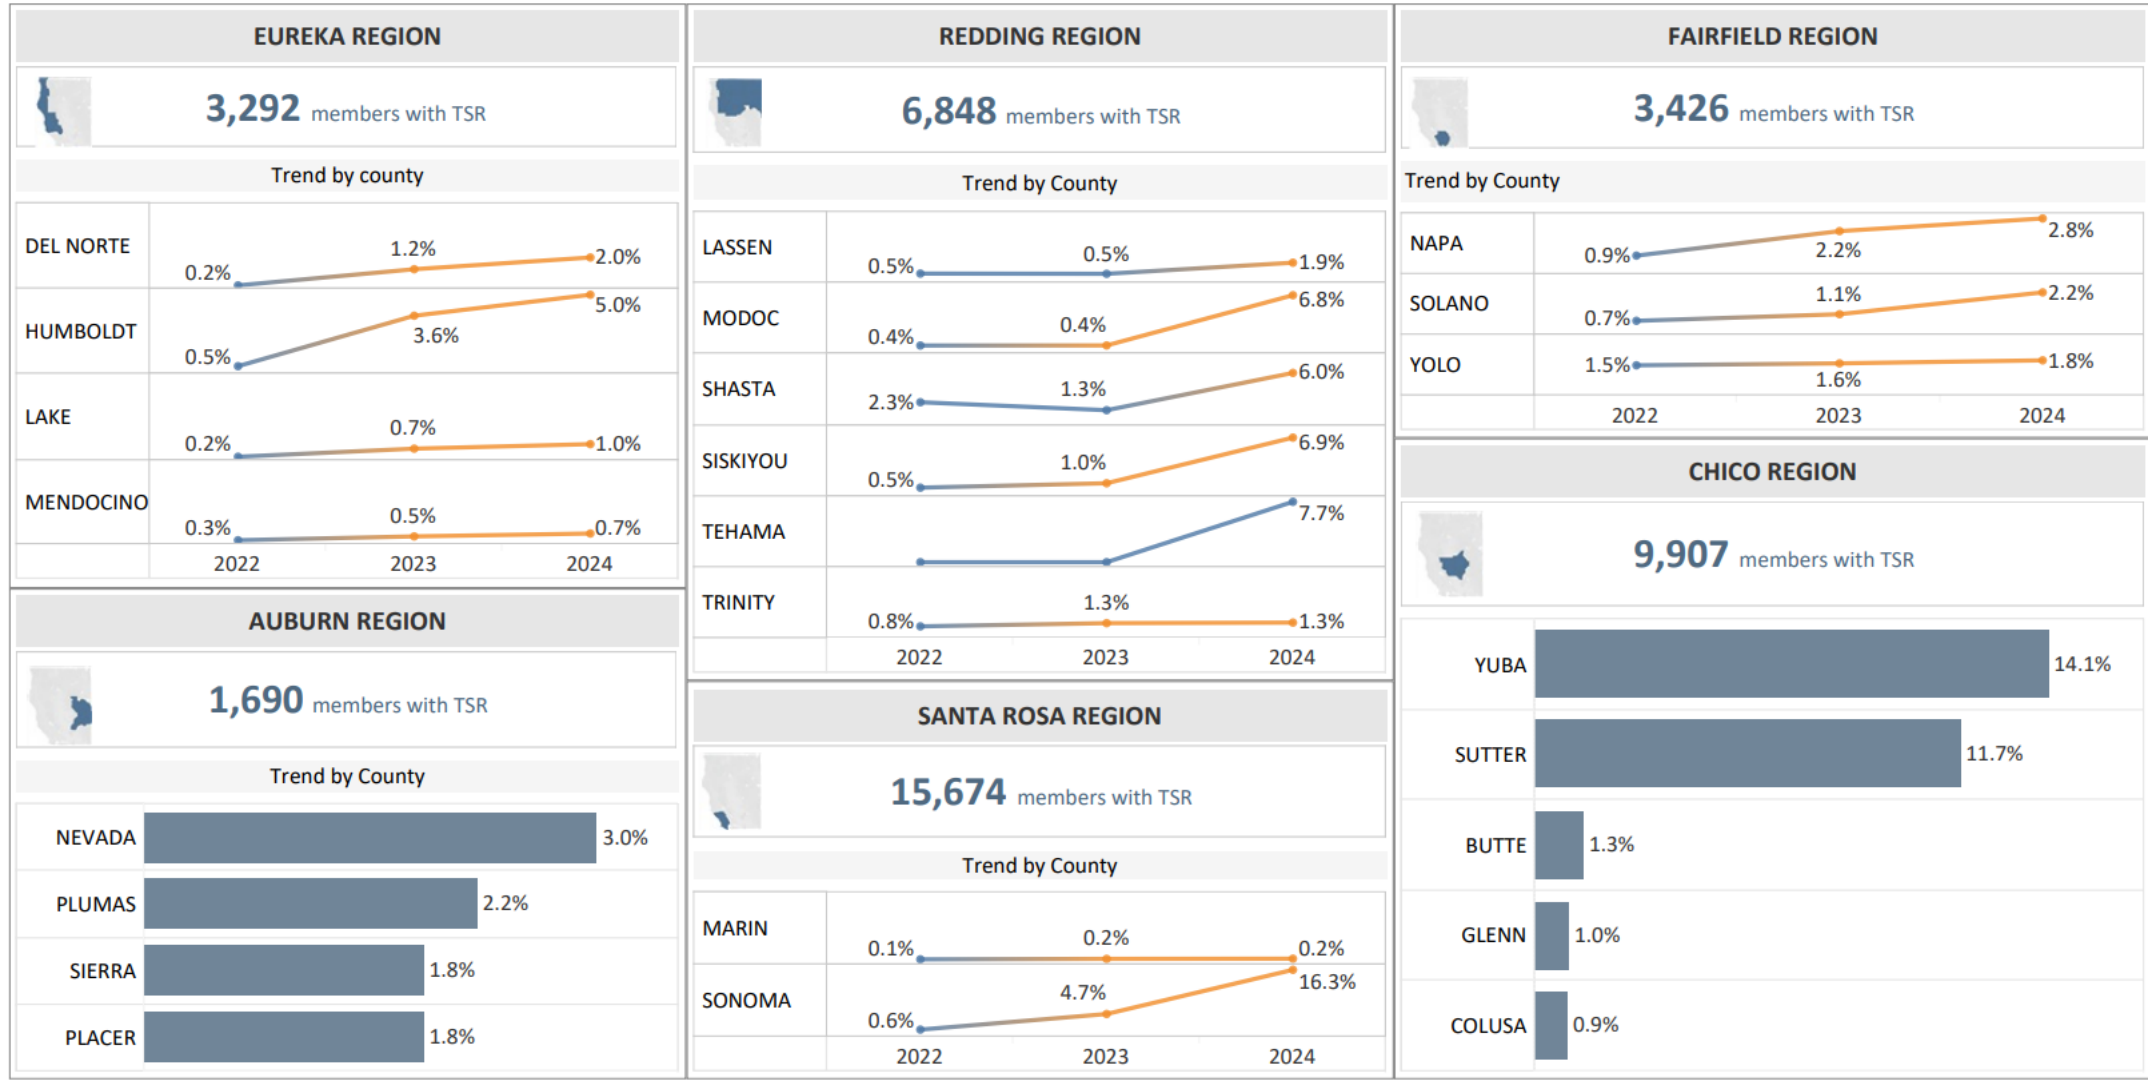 EUREKA REGION
3,292 members with TSR
Trend by county
DEL NORTE 0.2% 1.2% 2.0%
HUMBOLDT 0.5% 3.6% 5.0%
LAKE 0.2% 0.7% 1.0%
MENDOCINO 0.3% 0.5% 0.7%
2022 2023 2024
AUBURN REGION
1,690 members with TSR
Trend by County
NEVADA 3.0%
PLUMAS 2.2%
SIERRA 1.8%
PLACER 1.8%
REDDING REGION
6,848 members with TSR
Trend by County
LASSEN 0.5% 0.5% 1.9%
MODOC 0.4% 0.4% 6.8%
SHASTA 2.3% 1.3% 6.0%
SISKIYOU 0.5% 1.0% 6.9%
TEHAMA 7.7%
TRINITY 0.8% 1.3% 1.3%
2022 2023 2024
SANTA ROSA REGION
15,674 members with TSR
Trend by County
MARIN 0.1% 0.2% 0.2%
SONOMA 0.6% 4.7% 16.3%
2022 2023 2024
FAIRFIELD REGION
3,426 members with TSR
Trend by County
NAPA 0.9% 2.2% 2.8%
SOLANO 0.7% 1.1% 2.2%
YOLO 1.5% 1.6% 1.8%
2022 2023 2024
CHICO REGION
9,907 members with TSR
YUBA 14.1%
SUTTER 11.7%
BUTTE 1.3%
GLENN 1.0%
COLUSA 0.9%